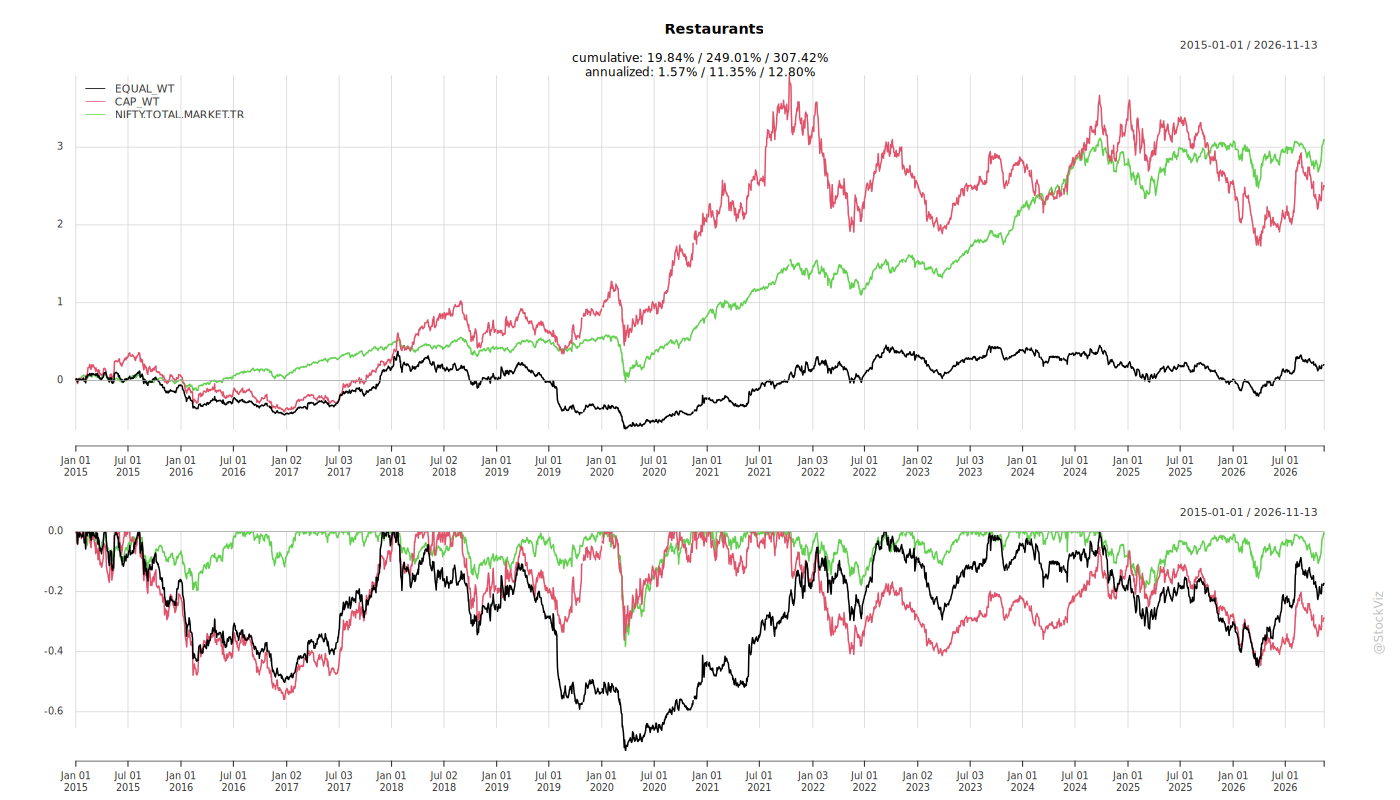 Restaurants
2015-01-01 / 2026-11-13
cumulative: 19.84% / 249.01% / 307.42%
annualized: 1.57% / 11.35% / 12.80%
EQUAL_WT
CAP_WT
NIFTY.TOTAL.MARKET.TR
3
2
1
0
Jan 01 Jul 01 Jan 01 Jul 01 Jan 02 Jul 03 Jan 01 Jul 02 Jan 01 Jul 01 Jan 01 Jul 01 Jan 01 Jul 01 Jan 03 Jul 01 Jan 02 Jul 03 Jan 01 Jul 01 Jan 01 Jul 01 Jan 01 Jul 01
2015 2015 2016 2016 2017 2017 2018 2018 2019 2019 2020 2020 2021 2021 2022 2022 2023 2023 2024 2024 2025 2025 2026 2026
2015-01-01 / 2026-11-13
0.0
-0.2
-0.4
-0.6
Jan 01 Jul 01 Jan 01 Jul 01 Jan 02 Jul 03 Jan 01 Jul 02 Jan 01 Jul 01 Jan 01 Jul 01 Jan 01 Jul 01 Jan 03 Jul 01 Jan 02 Jul 03 Jan 01 Jul 01 Jan 01 Jul 01 Jan 01 Jul 01
2015 2015 2016 2016 2017 2017 2018 2018 2019 2019 2020 2020 2021 2021 2022 2022 2023 2023 2024 2024 2025 2025 2026 2026
@StockViz